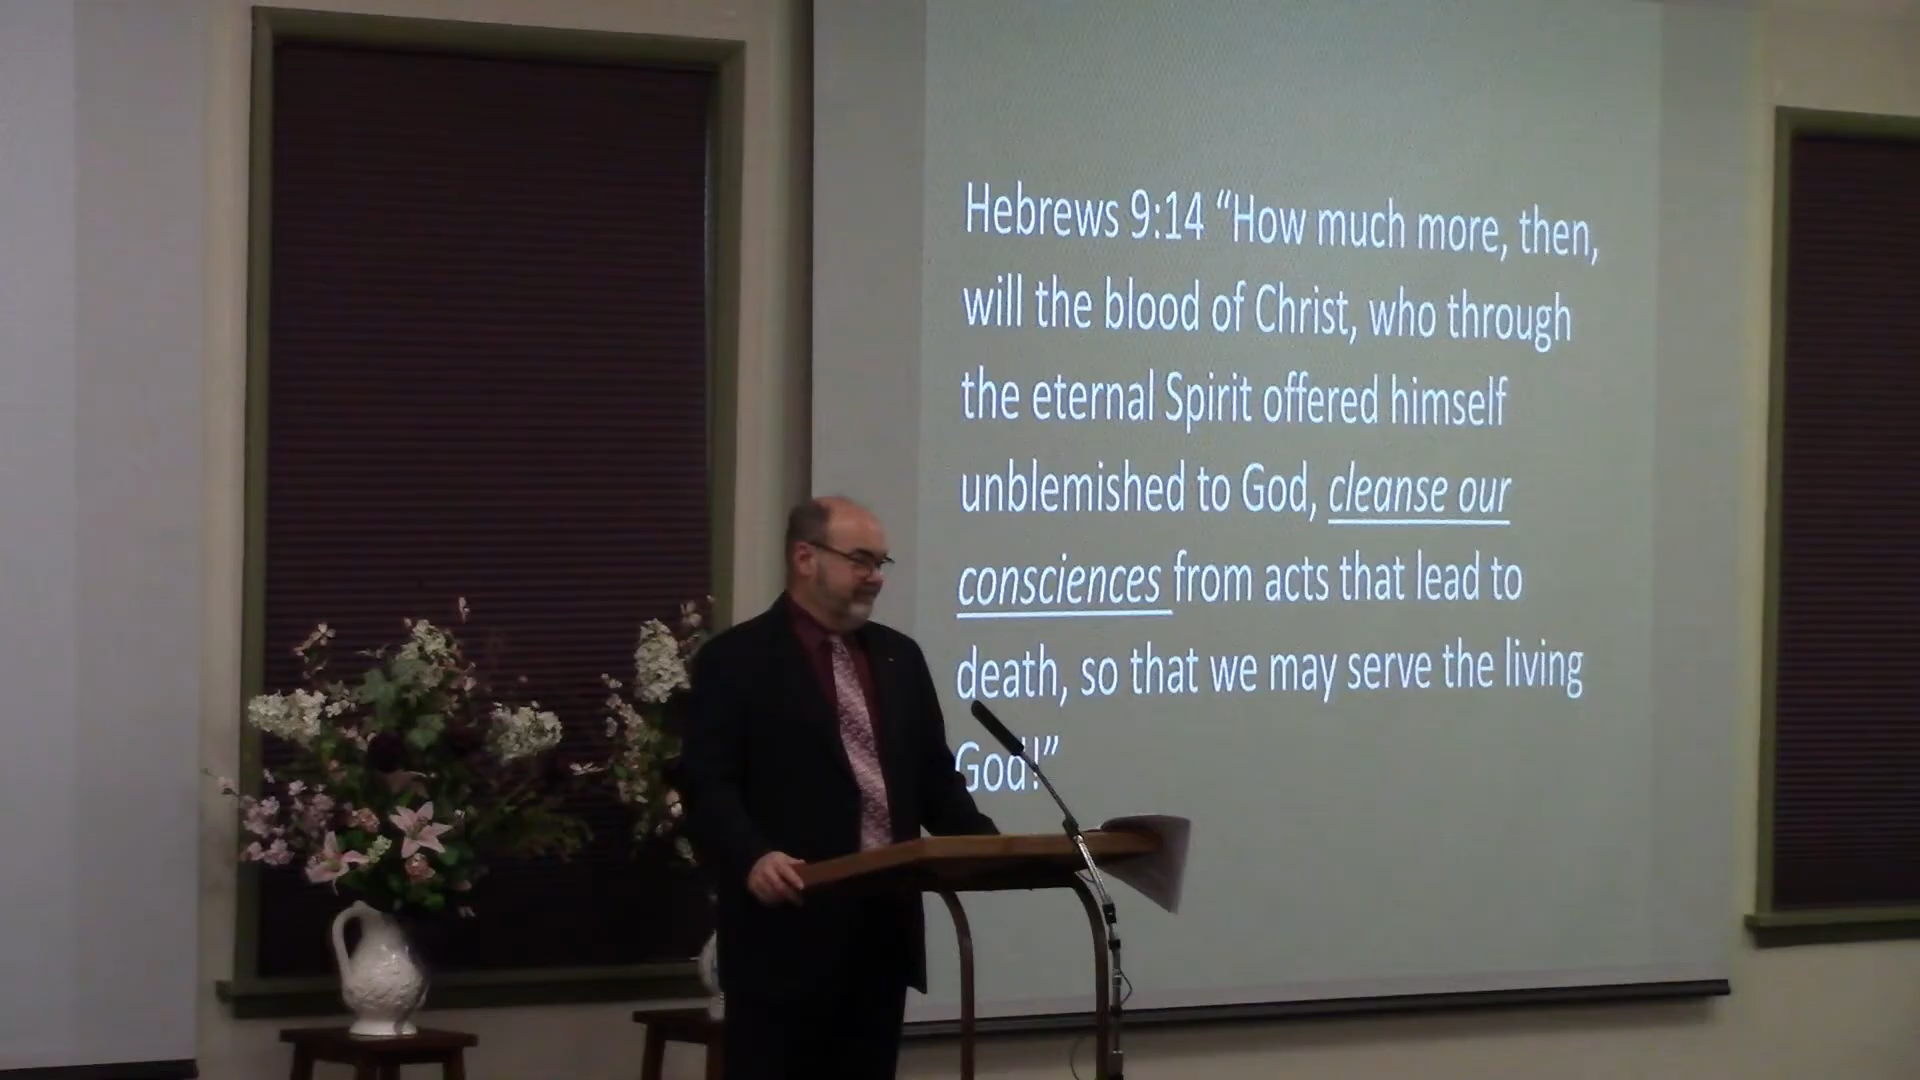 Hebrews 9:14 “How much more, then,
will the blood of Christ, who through
the eternal Spirit offered himself
unblemished to God, cleanse our
consciences from acts that lead to
death, so that we may serve the living
God!”